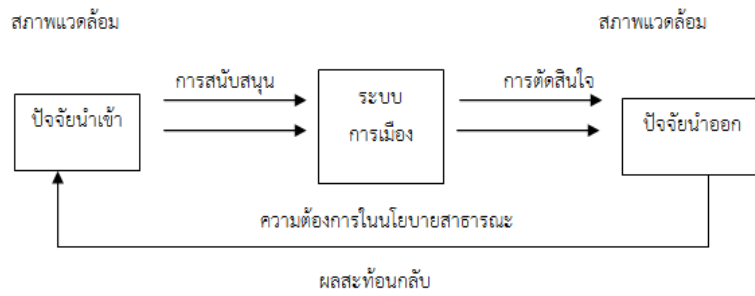 สภาพแวดล้อม สภาพแวดล้อม
การสนับสนุน การตัดสินใจ
ปัจจัยนำเข้า
ระบบ
การเมือง
ปัจจัยนำออก
ความต้องการในนโยบายสาธารณะ
ผลสะท้อนกลับ